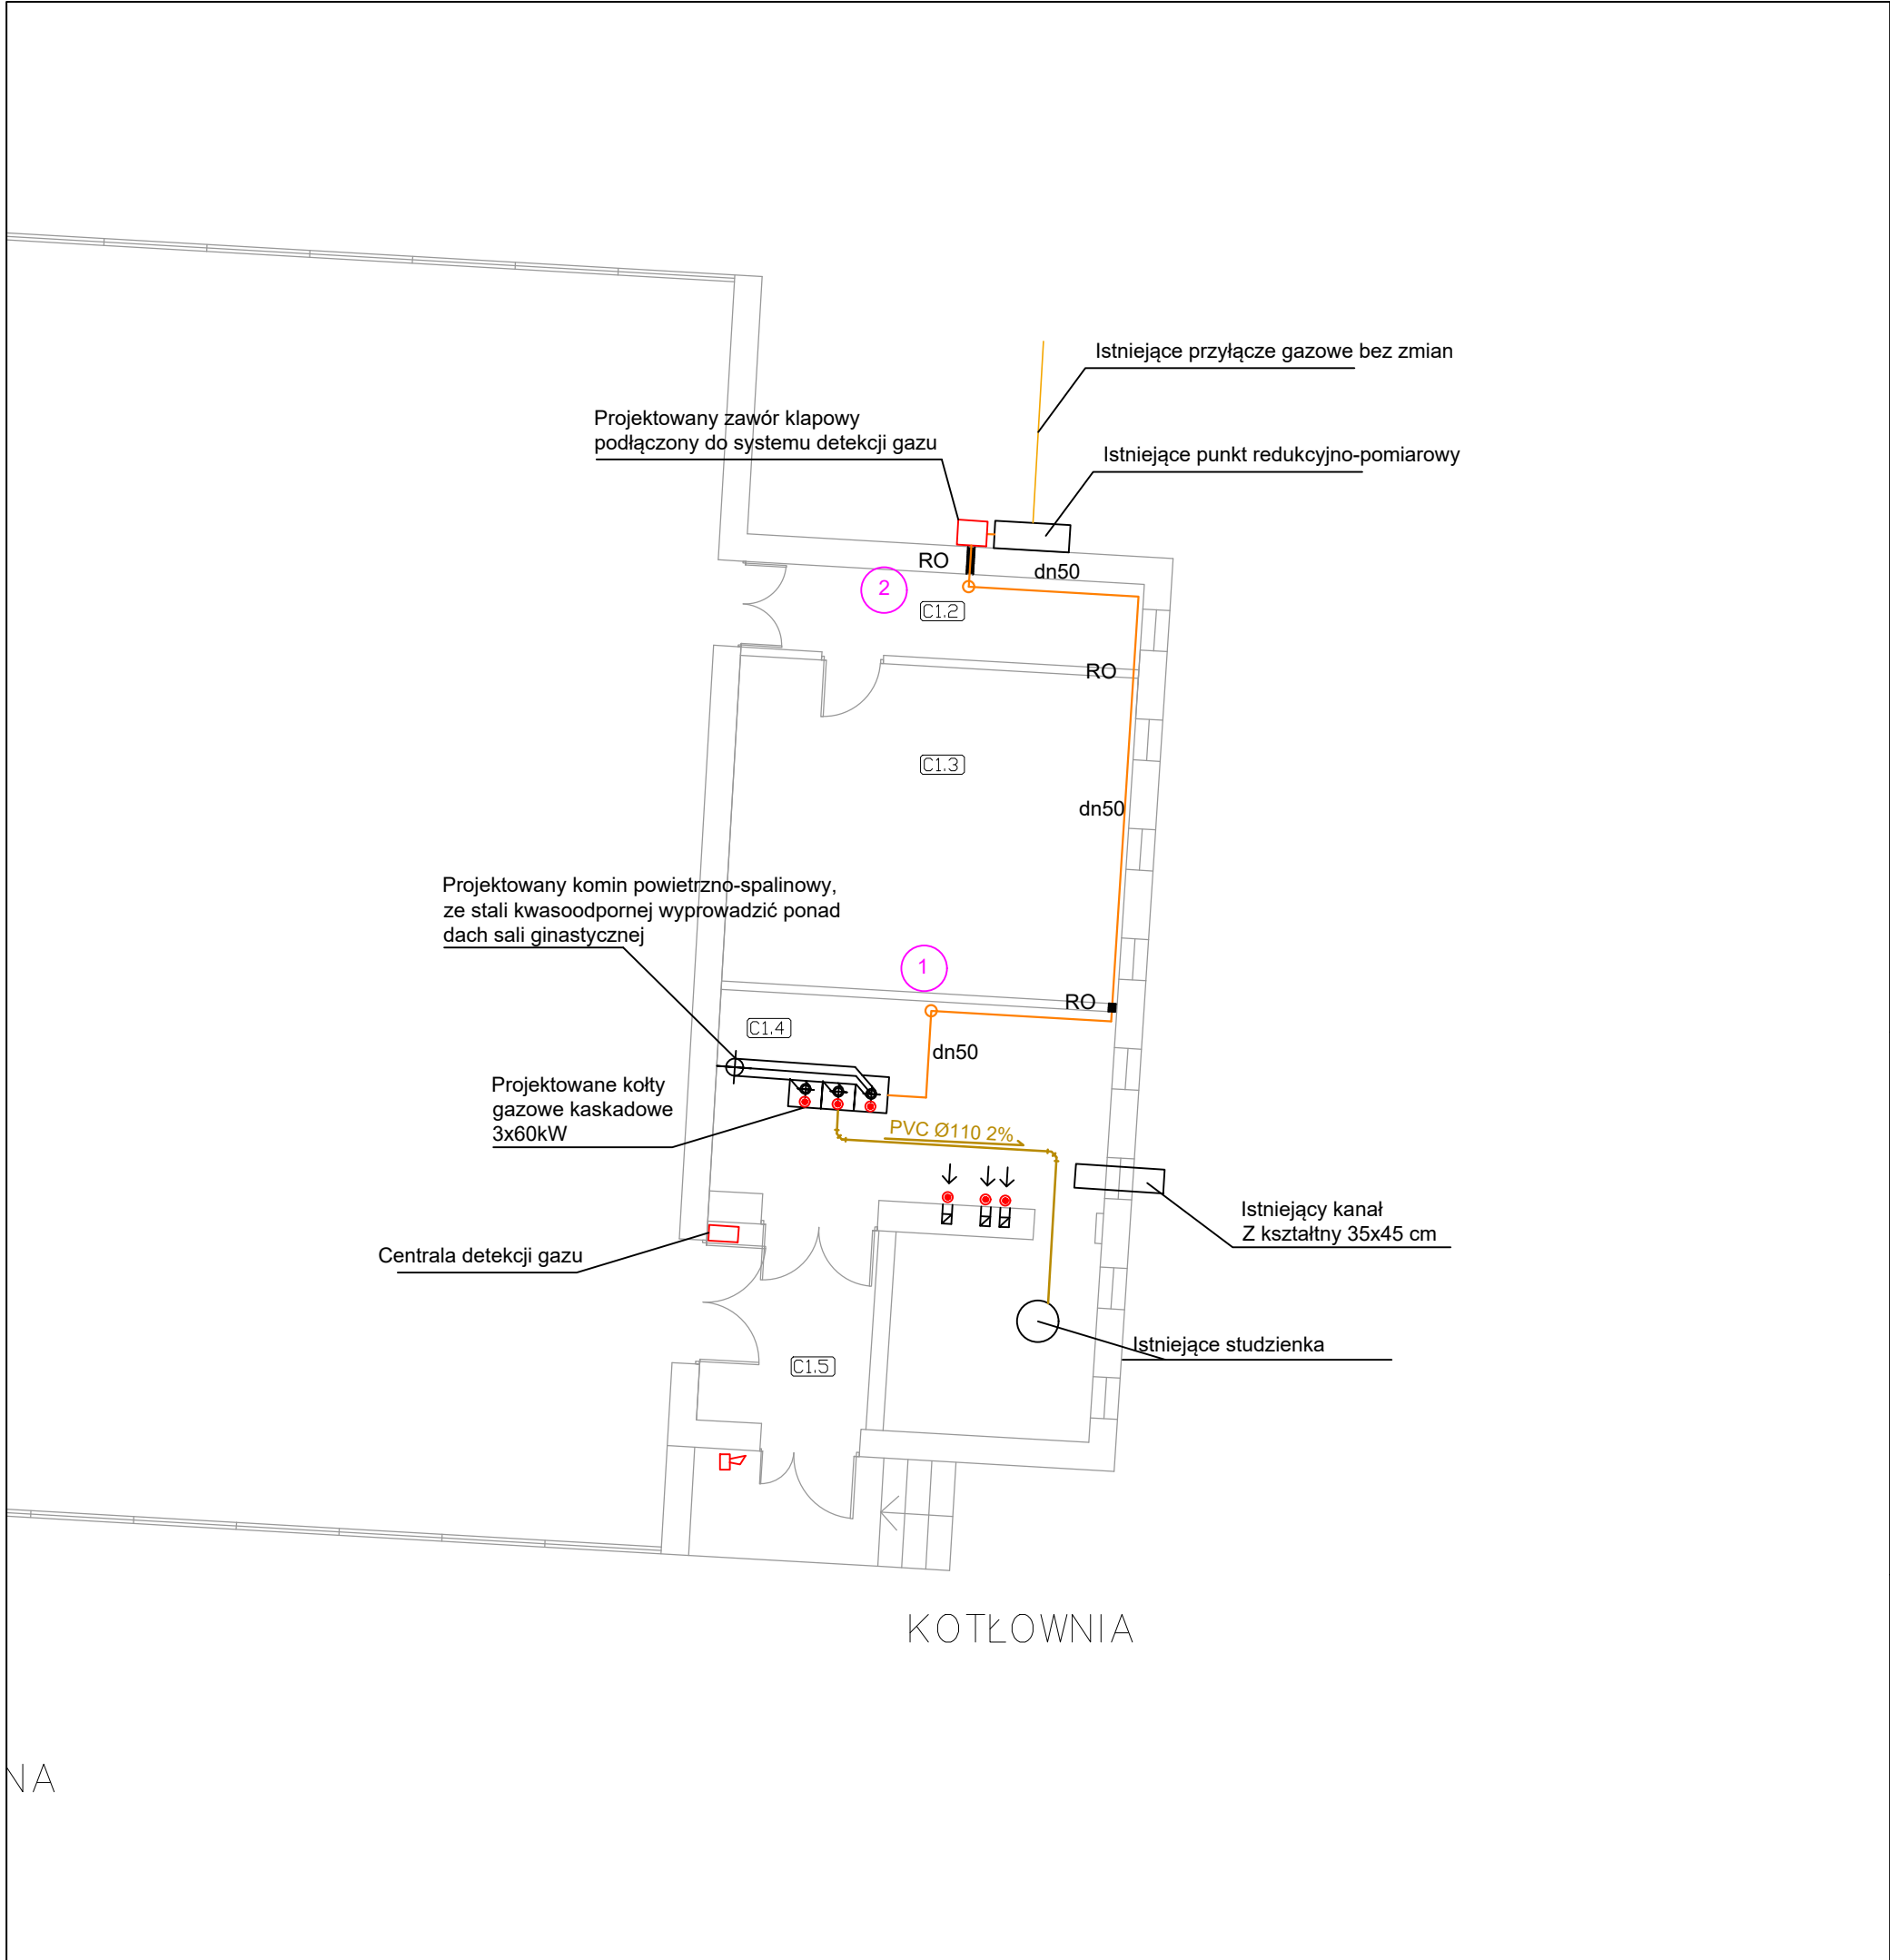 Istniejące przyłącze gazowe bez zmian
Projektowany zawór klapowy
podłączony do systemu detekcji gazu
Istniejące punkt redukcyjno-pomiarowy
RO
dn50
2
C1.2
RO
C1.3
dn50
Projektowany komin powietrzno-spalinowy,
ze stali kwasoodpornej wyprowadzić ponad
dach sali ginastycznej
1
RO
C1.4
dn50
Projektowane kołty
gazowe kaskadowe
3x60kW
PVC Ø110 2%
Istniejący kanał
Z kształtny 35x45 cm
Centrala detekcji gazu
Istniejące studzienka
C1.5
KOTŁOWNIA
NA